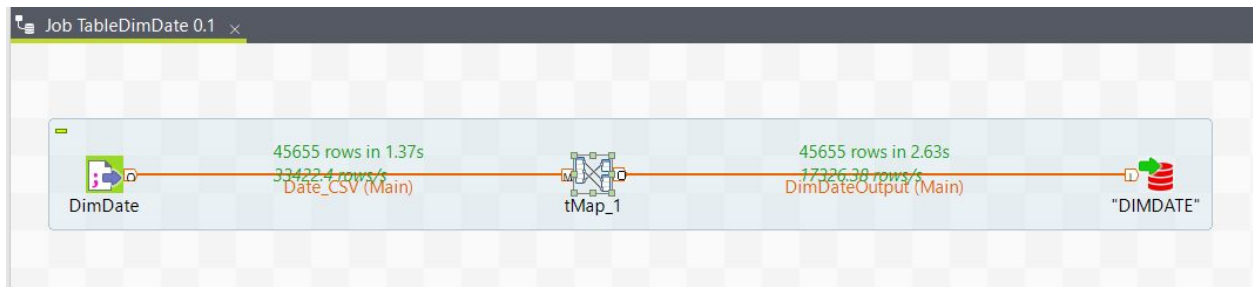 Job TableDimDate 0.1
45655 rows in 1.37s
33422.4 rows/s
Date_CSV (Main)
45655 rows in 2.63s
17326.38 rows/s
DimDateOutput (Main)
DimDate
tMap_1
"DIMDATE"